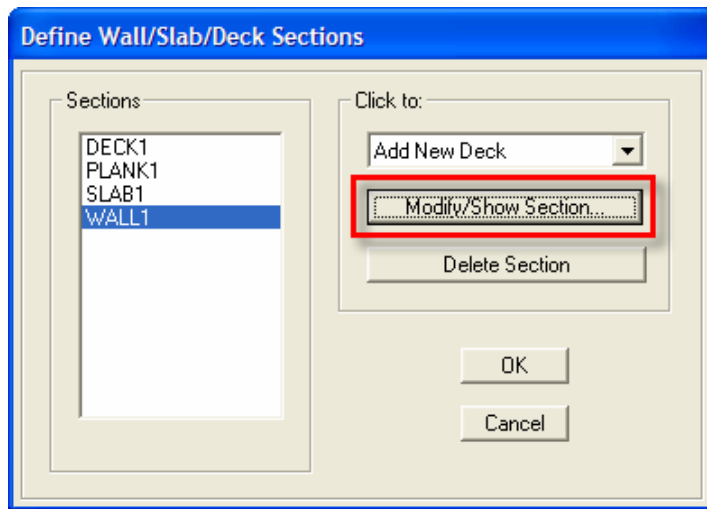 Define Wall/Slab/Deck Sections
Sections
DECK1
PLANK1
SLAB1
WALL1
Click to:
Add New Deck
Modify/Show Section...
Delete Section
OK
Cancel